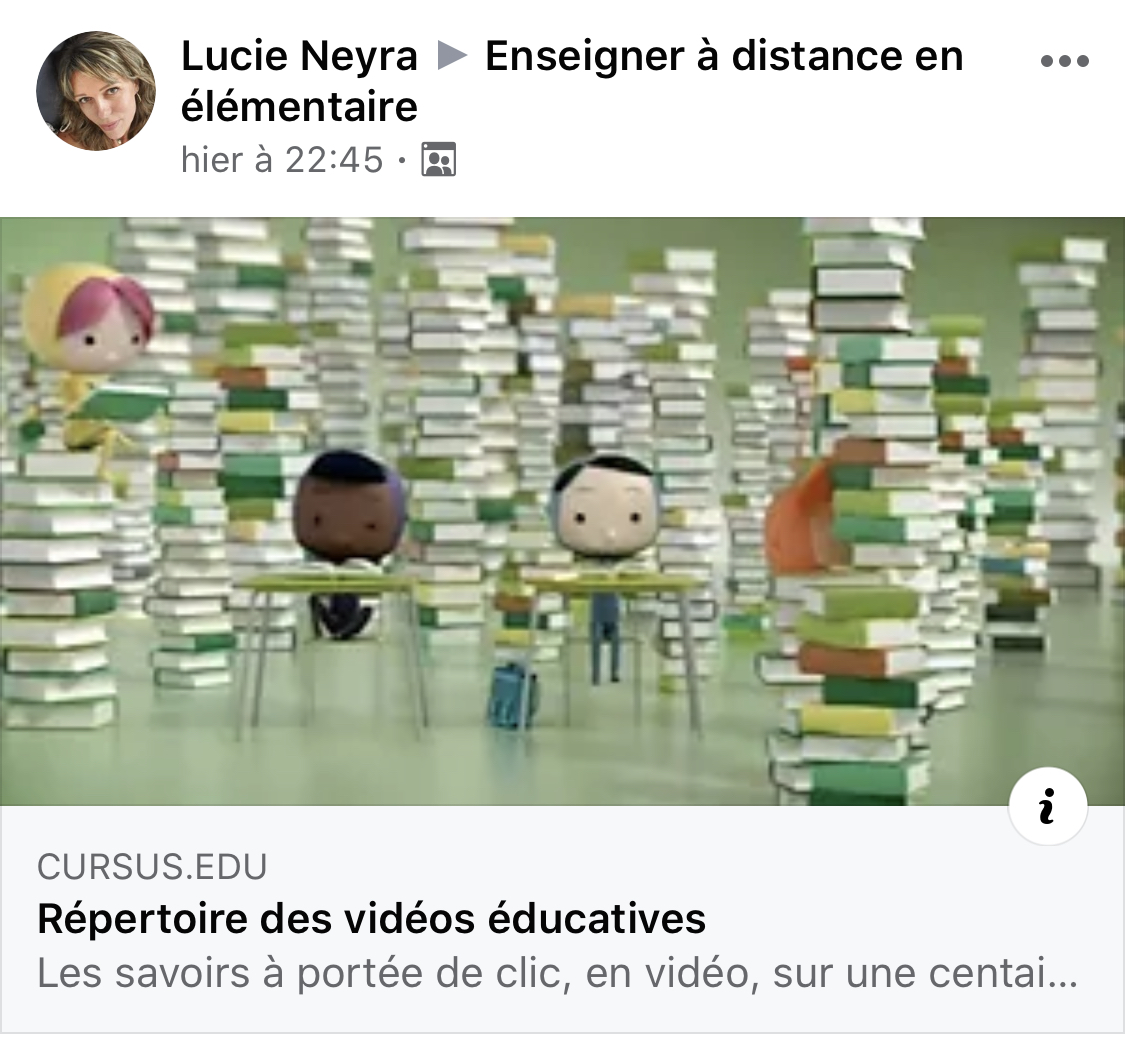 Lucie Neyra ▶ Enseigner à distance en
élémentaire
hier à 22:45 ·
CURSUS.EDU
Répertoire des vidéos éducatives
Les savoirs à portée de clic, en vidéo, sur une centai...